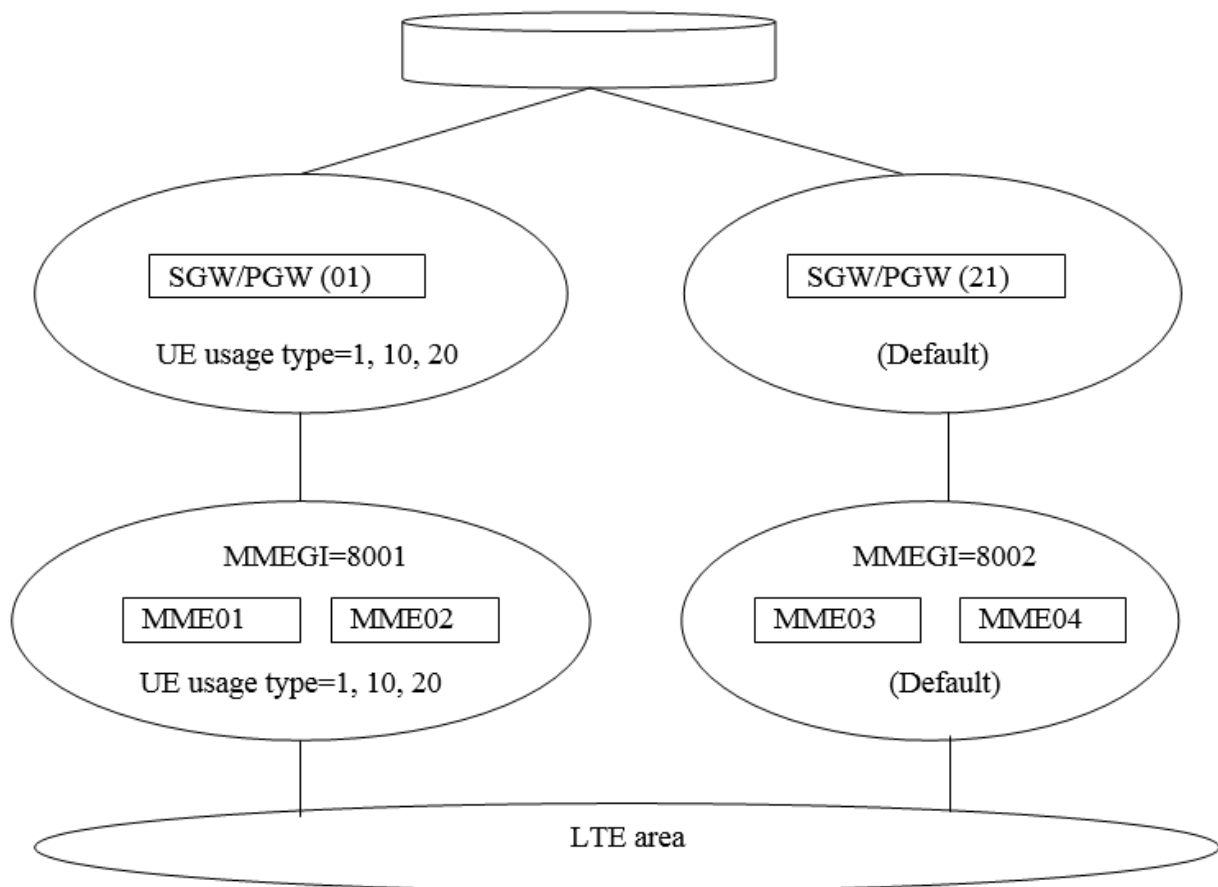 SGW/PGW (01)
UE usage type=1, 10, 20
SGW/PGW (21)
(Default)
MMEGI=8001
MME01
MME02
UE usage type=1, 10, 20
MMEGI=8002
MME03
MME04
(Default)
LTE area